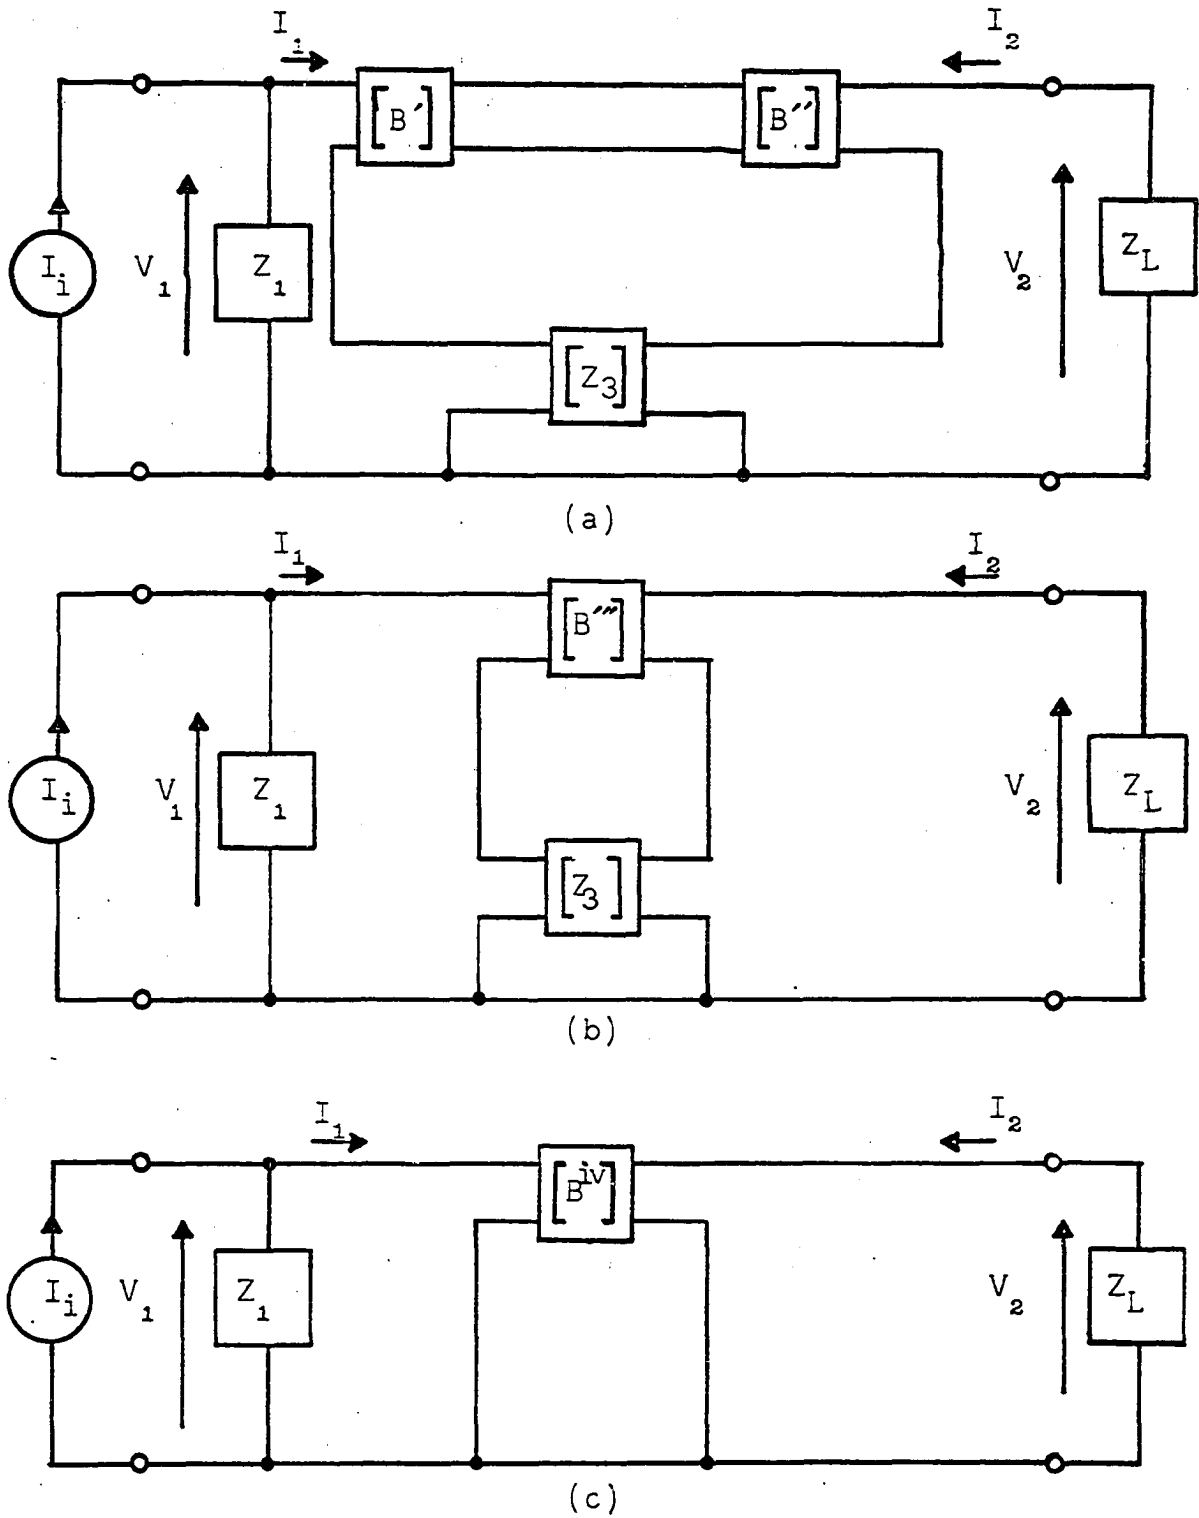 I1 I2
[B′] [B″]
Ii V1 Z1 V2 ZL
[Z3]
(a)
I1 I2
[B‴]
Ii V1 Z1 V2 ZL
[Z3]
(b)
I1 I2
[Biv]
Ii V1 Z1 V2 ZL
(c)